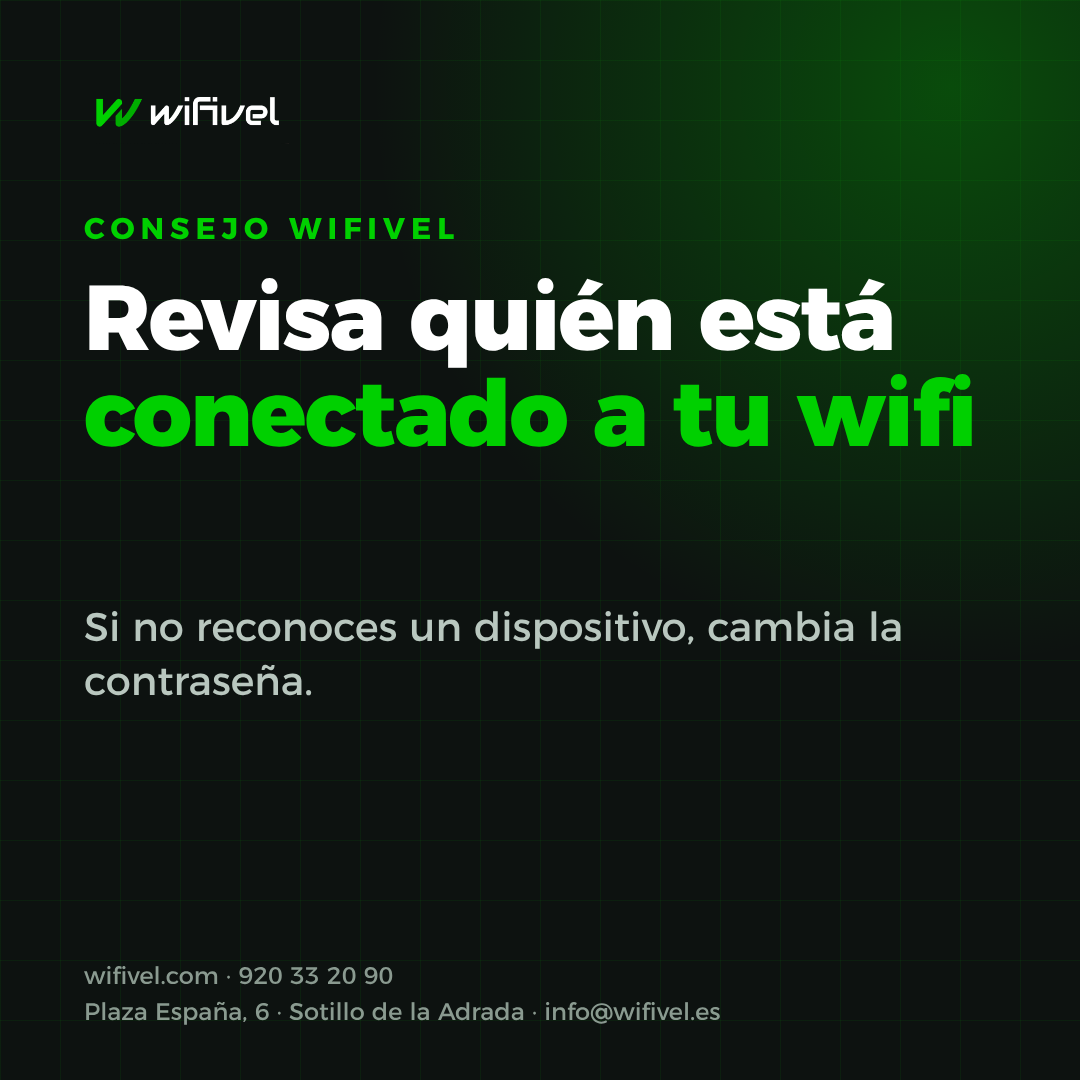 wifivel
CONSEJO WIFIVEL
Revisa quién está
conectado a tu wifi
Si no reconoces un dispositivo, cambia la
contraseña.
wifivel.com · 920 33 20 90
Plaza España, 6 · Sotillo de la Adrada · info@wifivel.es